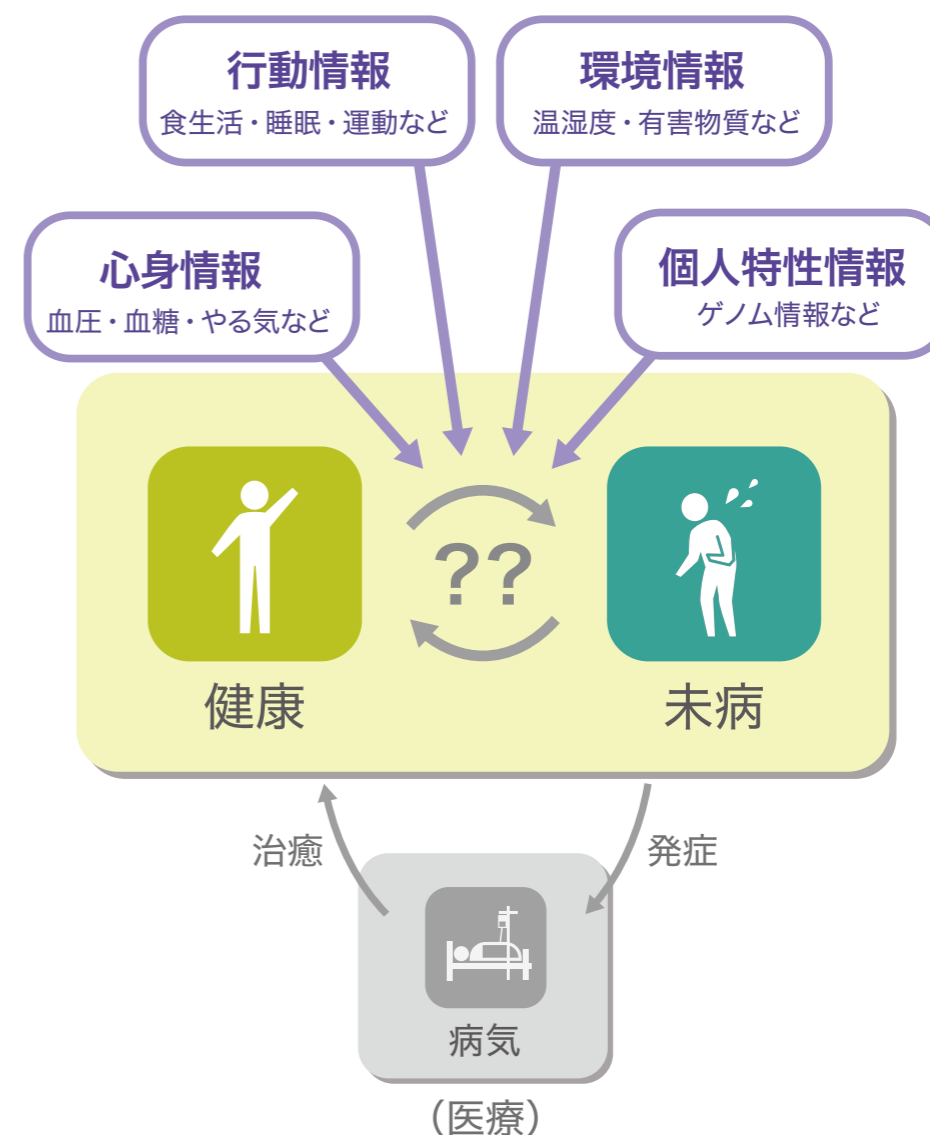 行動情報
食生活・睡眠・運動など
環境情報
温湿度・有害物質など
心身情報
血圧・血糖・やる気など
個人特性情報
ゲノム情報など
??
健康
未病
治癒
発症
病気
（医療）